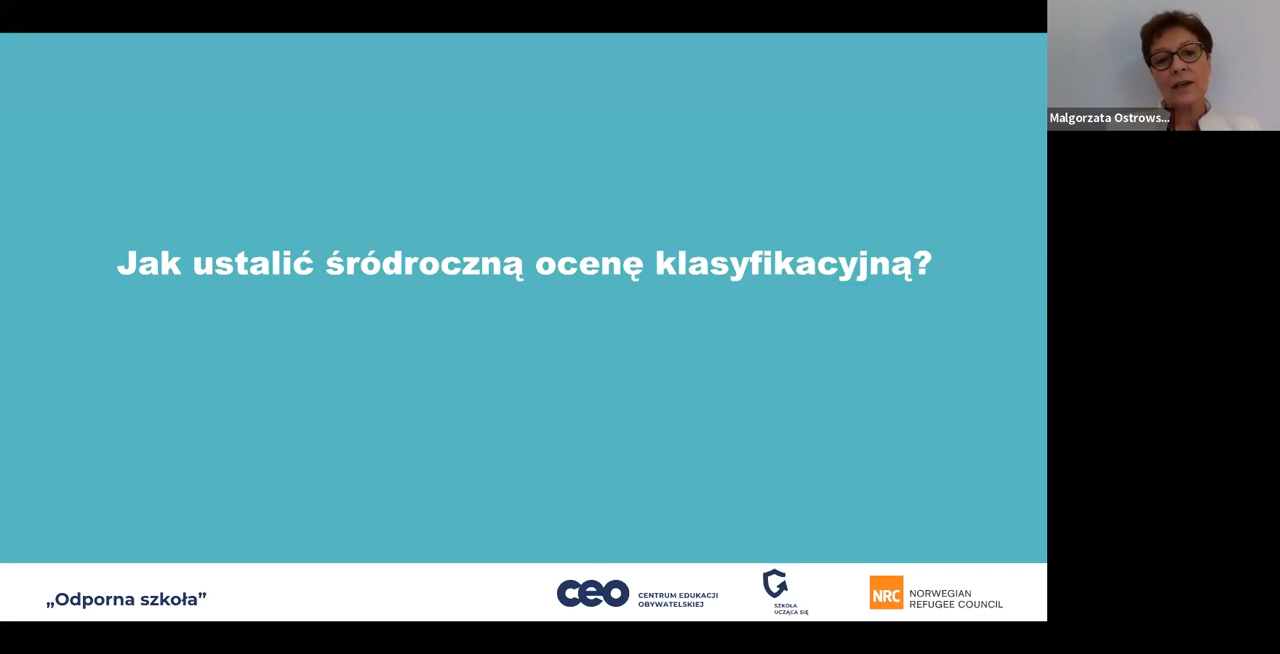 Malgorzata Ostrows...
Jak ustalić śródroczną ocenę klasyfikacyjną?
„Odporna szkoła”
ceo
CENTRUM EDUKACJI
OBYWATELSKIEJ
SZKOŁA
UCZĄCA SIĘ
NRC
NORWEGIAN
REFUGEE COUNCIL